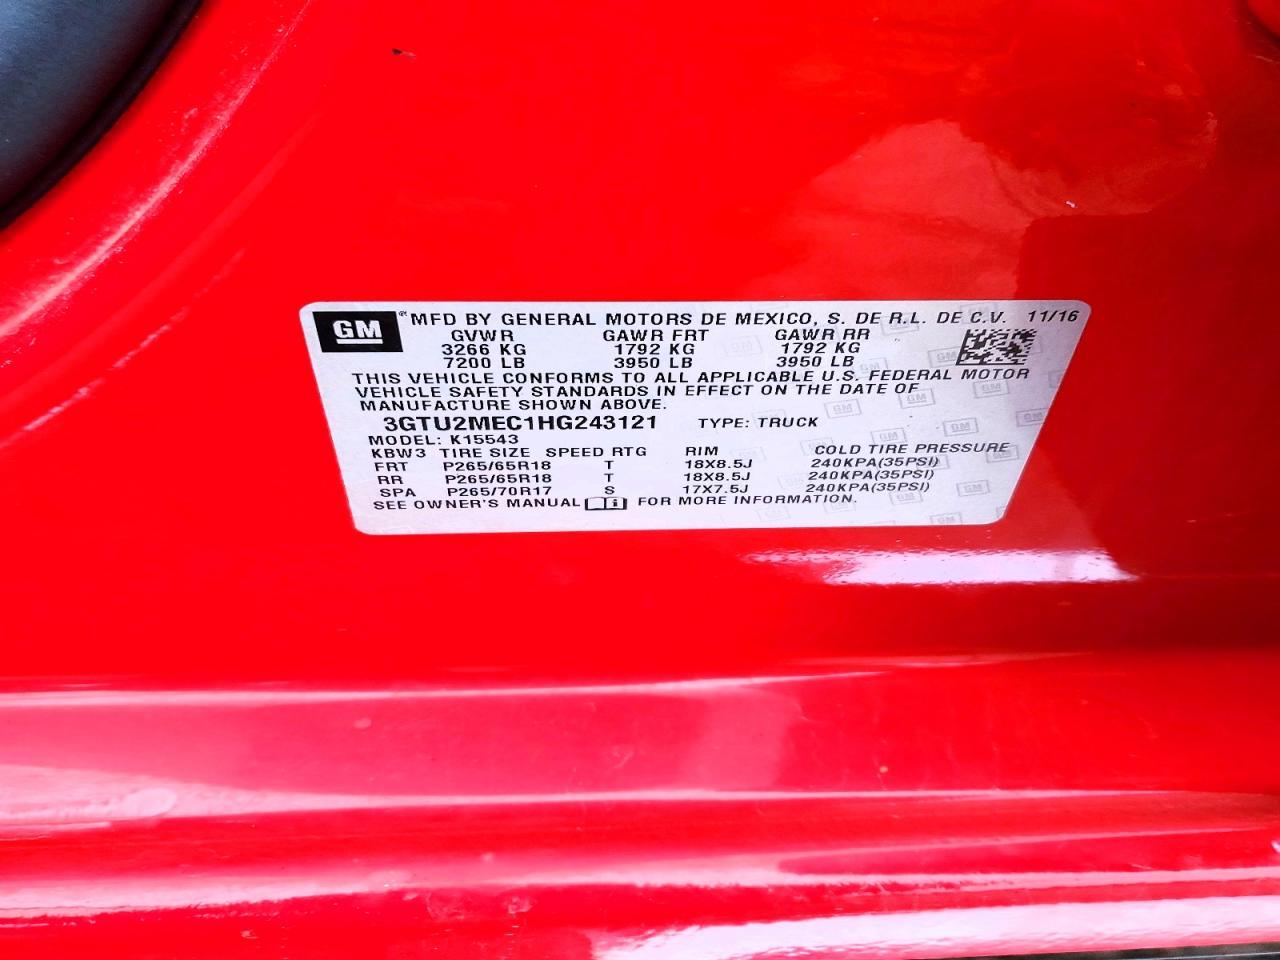 GM® MFD BY GENERAL MOTORS DE MEXICO, S. DE R.L. DE C.V. 11/16
GVWR GAWR FRT GAWR RR
3266 KG 1792 KG 1792 KG
7200 LB 3950 LB 3950 LB
THIS VEHICLE CONFORMS TO ALL APPLICABLE U.S. FEDERAL MOTOR
VEHICLE SAFETY STANDARDS IN EFFECT ON THE DATE OF
MANUFACTURE SHOWN ABOVE.
3GTU2MEC1HG243121 TYPE: TRUCK
MODEL: K15543
KBW3 TIRE SIZE SPEED RTG RIM COLD TIRE PRESSURE
FRT P265/65R18 T 18X8.5J 240KPA(35PSI)
RR P265/65R18 T 18X8.5J 240KPA(35PSI)
SPA P265/70R17 S 17X7.5J 240KPA(35PSI)
SEE OWNER'S MANUAL FOR MORE INFORMATION.